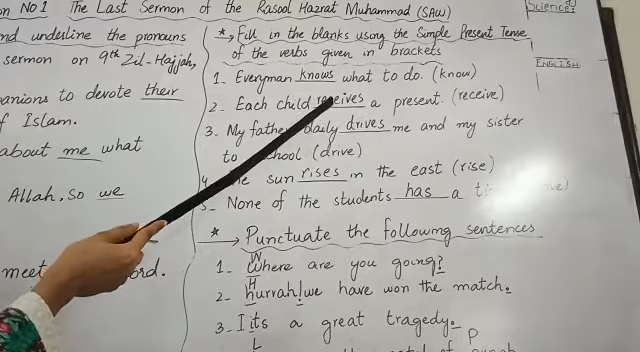 on No 1 The Last Sermon of the Rasool Hazrat Muhammad (SAW)
Science:
nd underline the pronouns
sermon on 9th Zil-Hajjah,
anions to devote their
f Islam.
about me what
Allah, so we
meet ord.
*→ Fill in the blanks using the Simple Present Tense
of the verbs given in brackets
ENGLISH
1. Everyman knows what to do. (know)
2. Each child receives a present. (receive)
3. My father daily drives me and my sister
to school (drive)
4 The sun rises in the east (rise)
5- None of the students has a
*→ Punctuate the following sentences
W
1- Where are you going?
H
2- hurrah! we have won the match.
3- Its a great tragedy.
L P